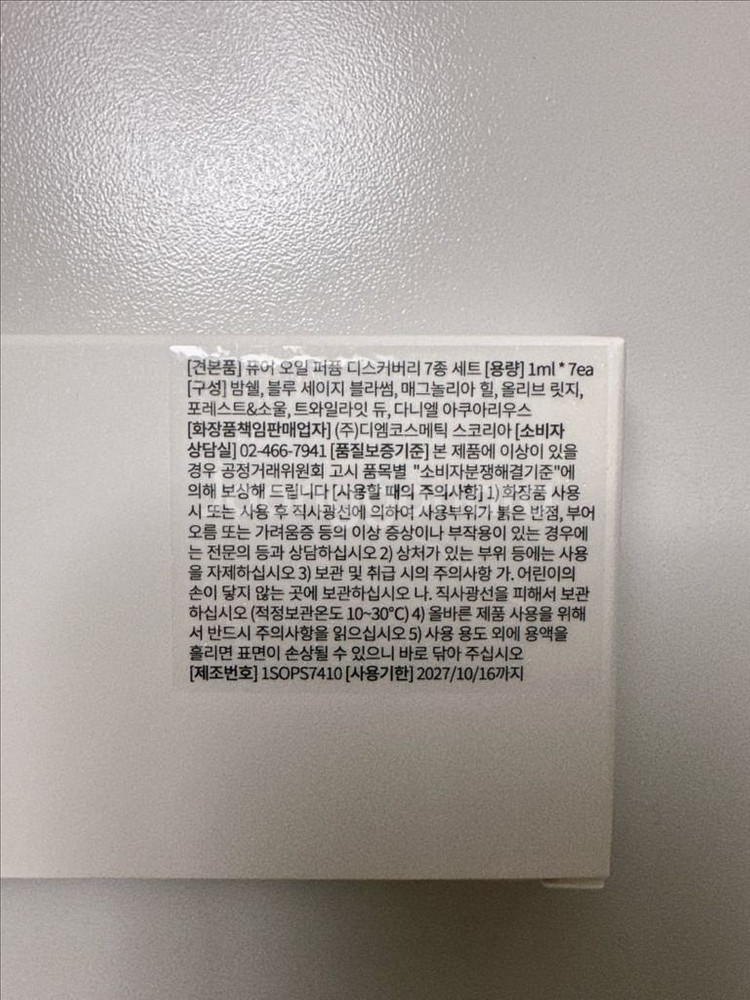 [견본품] 퓨어 오일 퍼퓸 디스커버리 7종 세트 [용량] 1ml * 7ea
[구성] 밤쉘, 블루 세이지 블라썸, 매그놀리아 힐, 올리브 릿지,
포레스트&소울, 트와일라잇 듀, 다니엘 아쿠아리우스
[화장품책임판매업자] (주)디엠코스메틱 스코리아 [소비자
상담실] 02-466-7941 [품질보증기준] 본 제품에 이상이 있을
경우 공정거래위원회 고시 품목별 "소비자분쟁해결기준"에
의해 보상해 드립니다 [사용할 때의 주의사항] 1) 화장품 사용
시 또는 사용 후 직사광선에 의하여 사용부위가 붉은 반점, 부어
오름 또는 가려움증 등의 이상 증상이나 부작용이 있는 경우에
는 전문의 등과 상담하십시오 2) 상처가 있는 부위 등에는 사용
을 자제하십시오 3) 보관 및 취급 시의 주의사항 가. 어린이의
손이 닿지 않는 곳에 보관하십시오 나. 직사광선을 피해서 보관
하십시오 (적정보관온도 10~30°C) 4) 올바른 제품 사용을 위해
서 반드시 주의사항을 읽으십시오 5) 사용 용도 외에 용액을
흘리면 표면이 손상될 수 있으니 바로 닦아 주십시오
[제조번호] 1SOPS7410 [사용기한] 2027/10/16까지